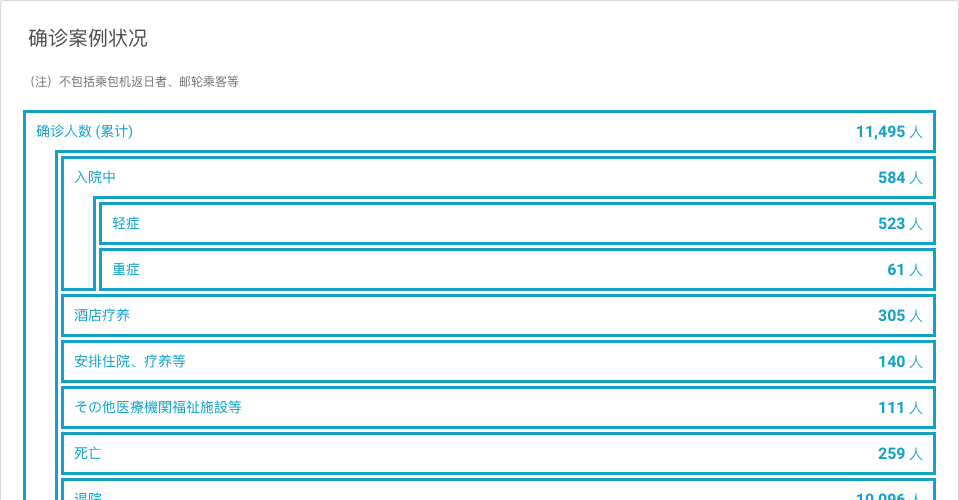 确诊案例状况
（注）不包括乘包机返日者、邮轮乘客等
确诊人数 (累计) 11,495 人
入院中 584 人
轻症 523 人
重症 61 人
酒店疗养 305 人
安排住院、疗养等 140 人
その他医療機関福祉施設等 111 人
死亡 259 人
退院 10,096 人